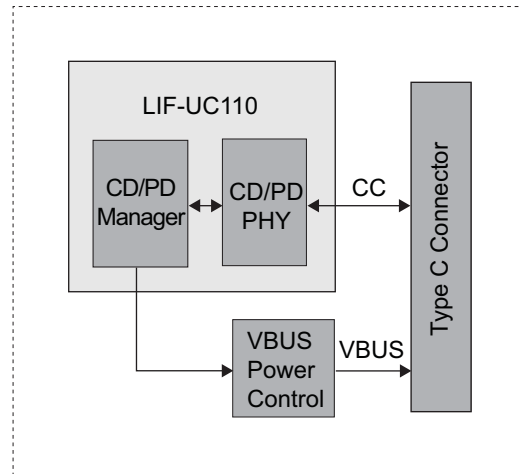 LIF-UC110
CD/PD
Manager
CD/PD
PHY
CC
Type C Connector
VBUS
Power
Control
VBUS